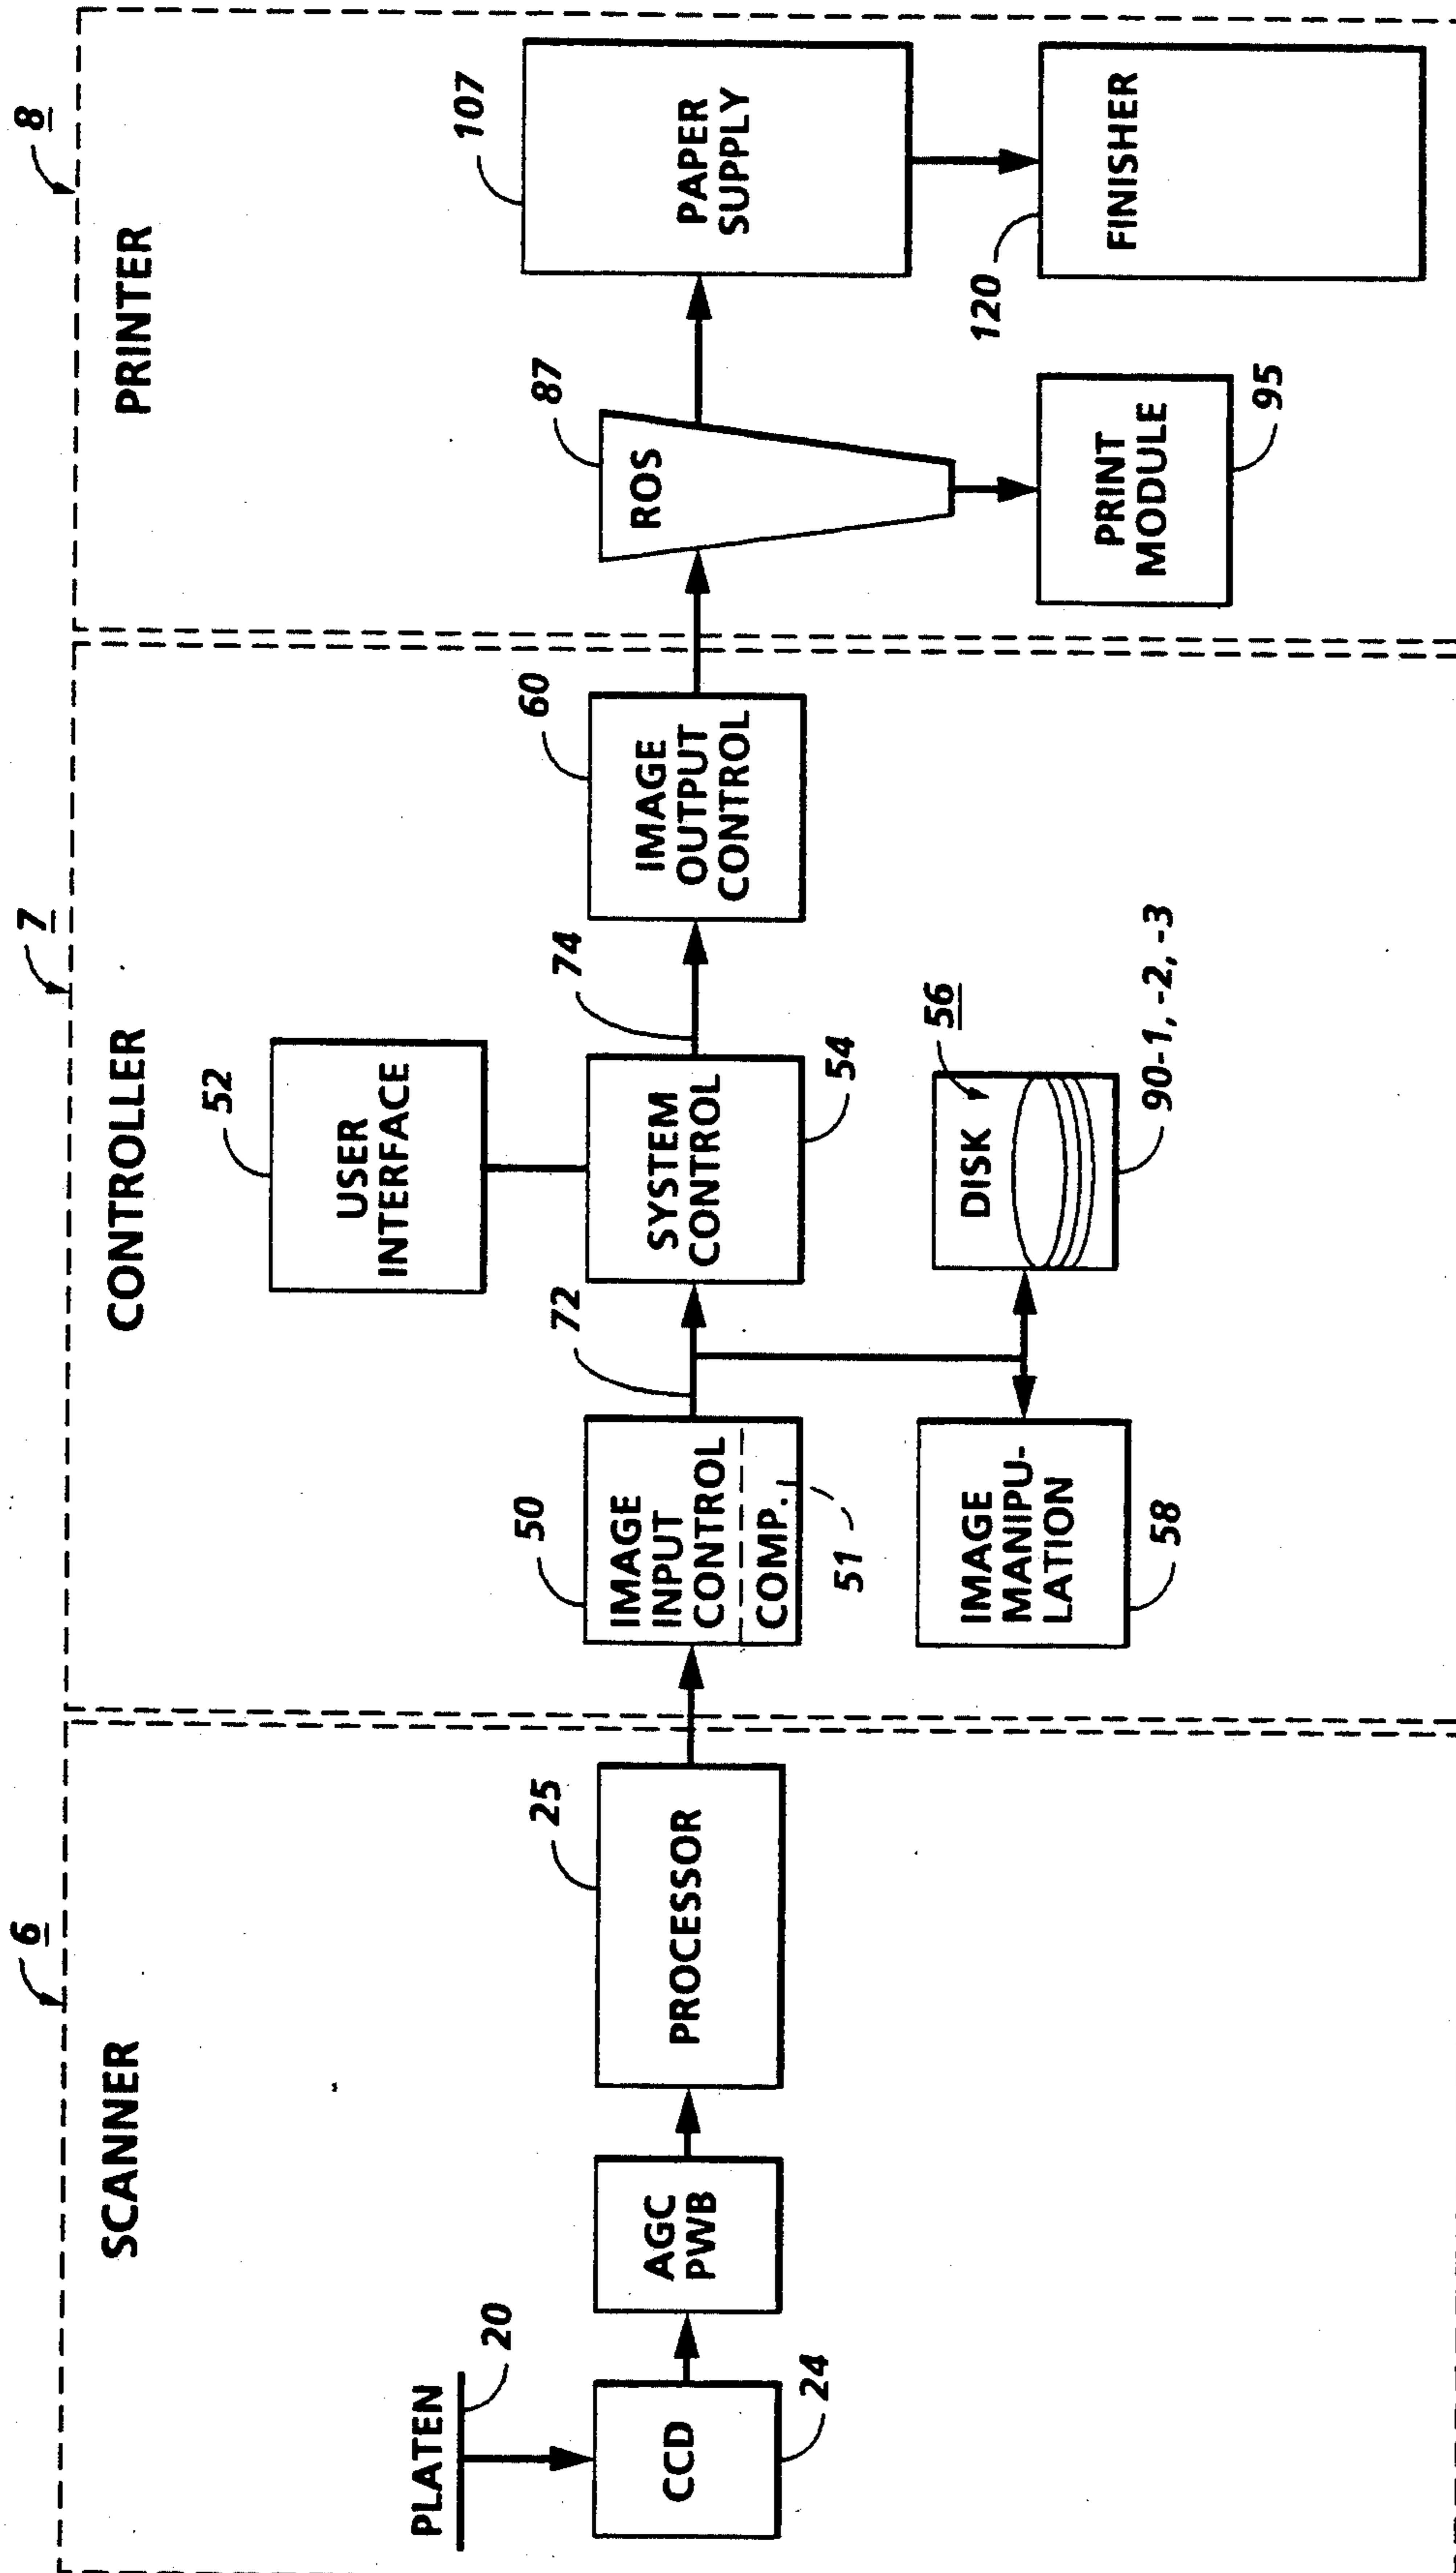 6
SCANNER
PLATEN
20
CCD
24
AGC
PWB
PROCESSOR
25
7
CONTROLLER
USER
INTERFACE
52
IMAGE
INPUT
CONTROL
COMP.
50
51
72
SYSTEM
CONTROL
54
74
IMAGE
OUTPUT
CONTROL
60
IMAGE
MANIPU-
LATION
58
DISK
56
90-1, -2, -3
8
PRINTER
ROS
87
PRINT
MODULE
95
PAPER
SUPPLY
107
FINISHER
120